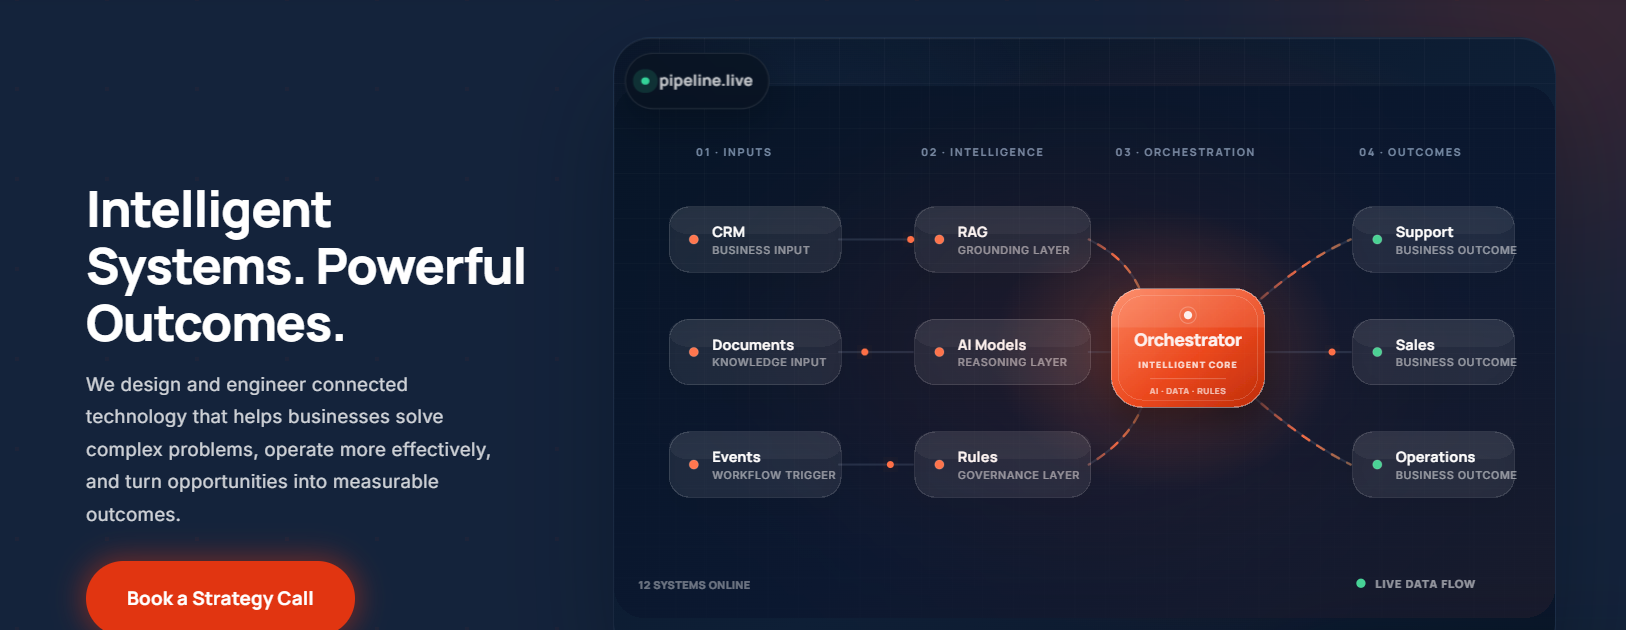 Intelligent
Systems. Powerful
Outcomes.
We design and engineer connected
technology that helps businesses solve
complex problems, operate more effectively,
and turn opportunities into measurable
outcomes.
Book a Strategy Call
pipeline.live
01 · INPUTS
02 · INTELLIGENCE
03 · ORCHESTRATION
04 · OUTCOMES
CRM
BUSINESS INPUT
RAG
GROUNDING LAYER
Support
BUSINESS OUTCOME
Documents
KNOWLEDGE INPUT
AI Models
REASONING LAYER
Orchestrator
INTELLIGENT CORE
AI · DATA · RULES
Sales
BUSINESS OUTCOME
Events
WORKFLOW TRIGGER
Rules
GOVERNANCE LAYER
Operations
BUSINESS OUTCOME
12 SYSTEMS ONLINE
LIVE DATA FLOW